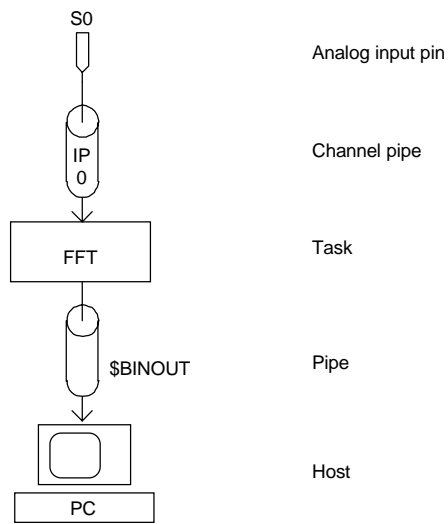 S0
Analog input pin
IP
0
Channel pipe
FFT
Task
$BINOUT
Pipe
Host
PC